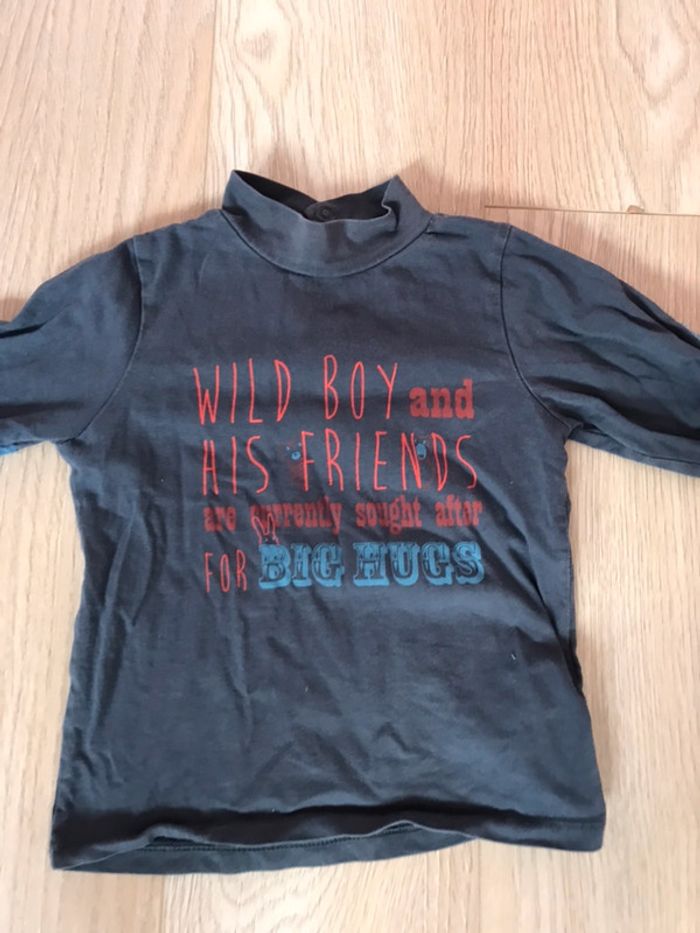 WILD BOY and
HIS FRIENDS
are currently sought after
FOR BIG HUGS